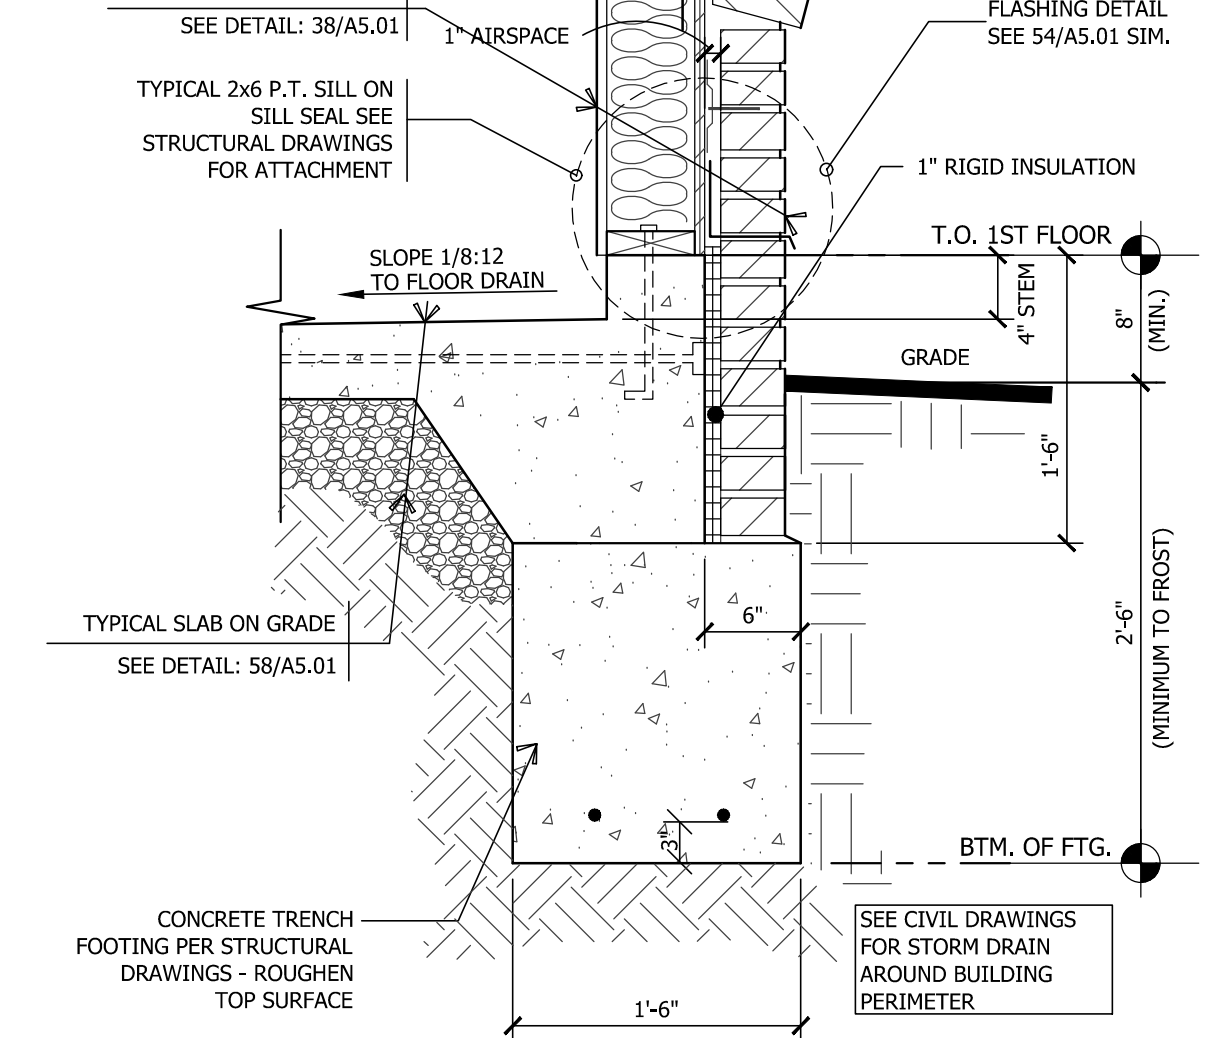 SEE DETAIL: 38/A5.01
1" AIRSPACE
FLASHING DETAIL
SEE 54/A5.01 SIM.
TYPICAL 2x6 P.T. SILL ON
SILL SEAL SEE
STRUCTURAL DRAWINGS
FOR ATTACHMENT
1" RIGID INSULATION
T.O. 1ST FLOOR
SLOPE 1/8:12
TO FLOOR DRAIN
4" STEM
8"
(MIN.)
GRADE
1'-6"
TYPICAL SLAB ON GRADE
SEE DETAIL: 58/A5.01
6"
2'-6"
(MINIMUM TO FROST)
3"
BTM. OF FTG.
CONCRETE TRENCH
FOOTING PER STRUCTURAL
DRAWINGS - ROUGHEN
TOP SURFACE
SEE CIVIL DRAWINGS
FOR STORM DRAIN
AROUND BUILDING
PERIMETER
1'-6"